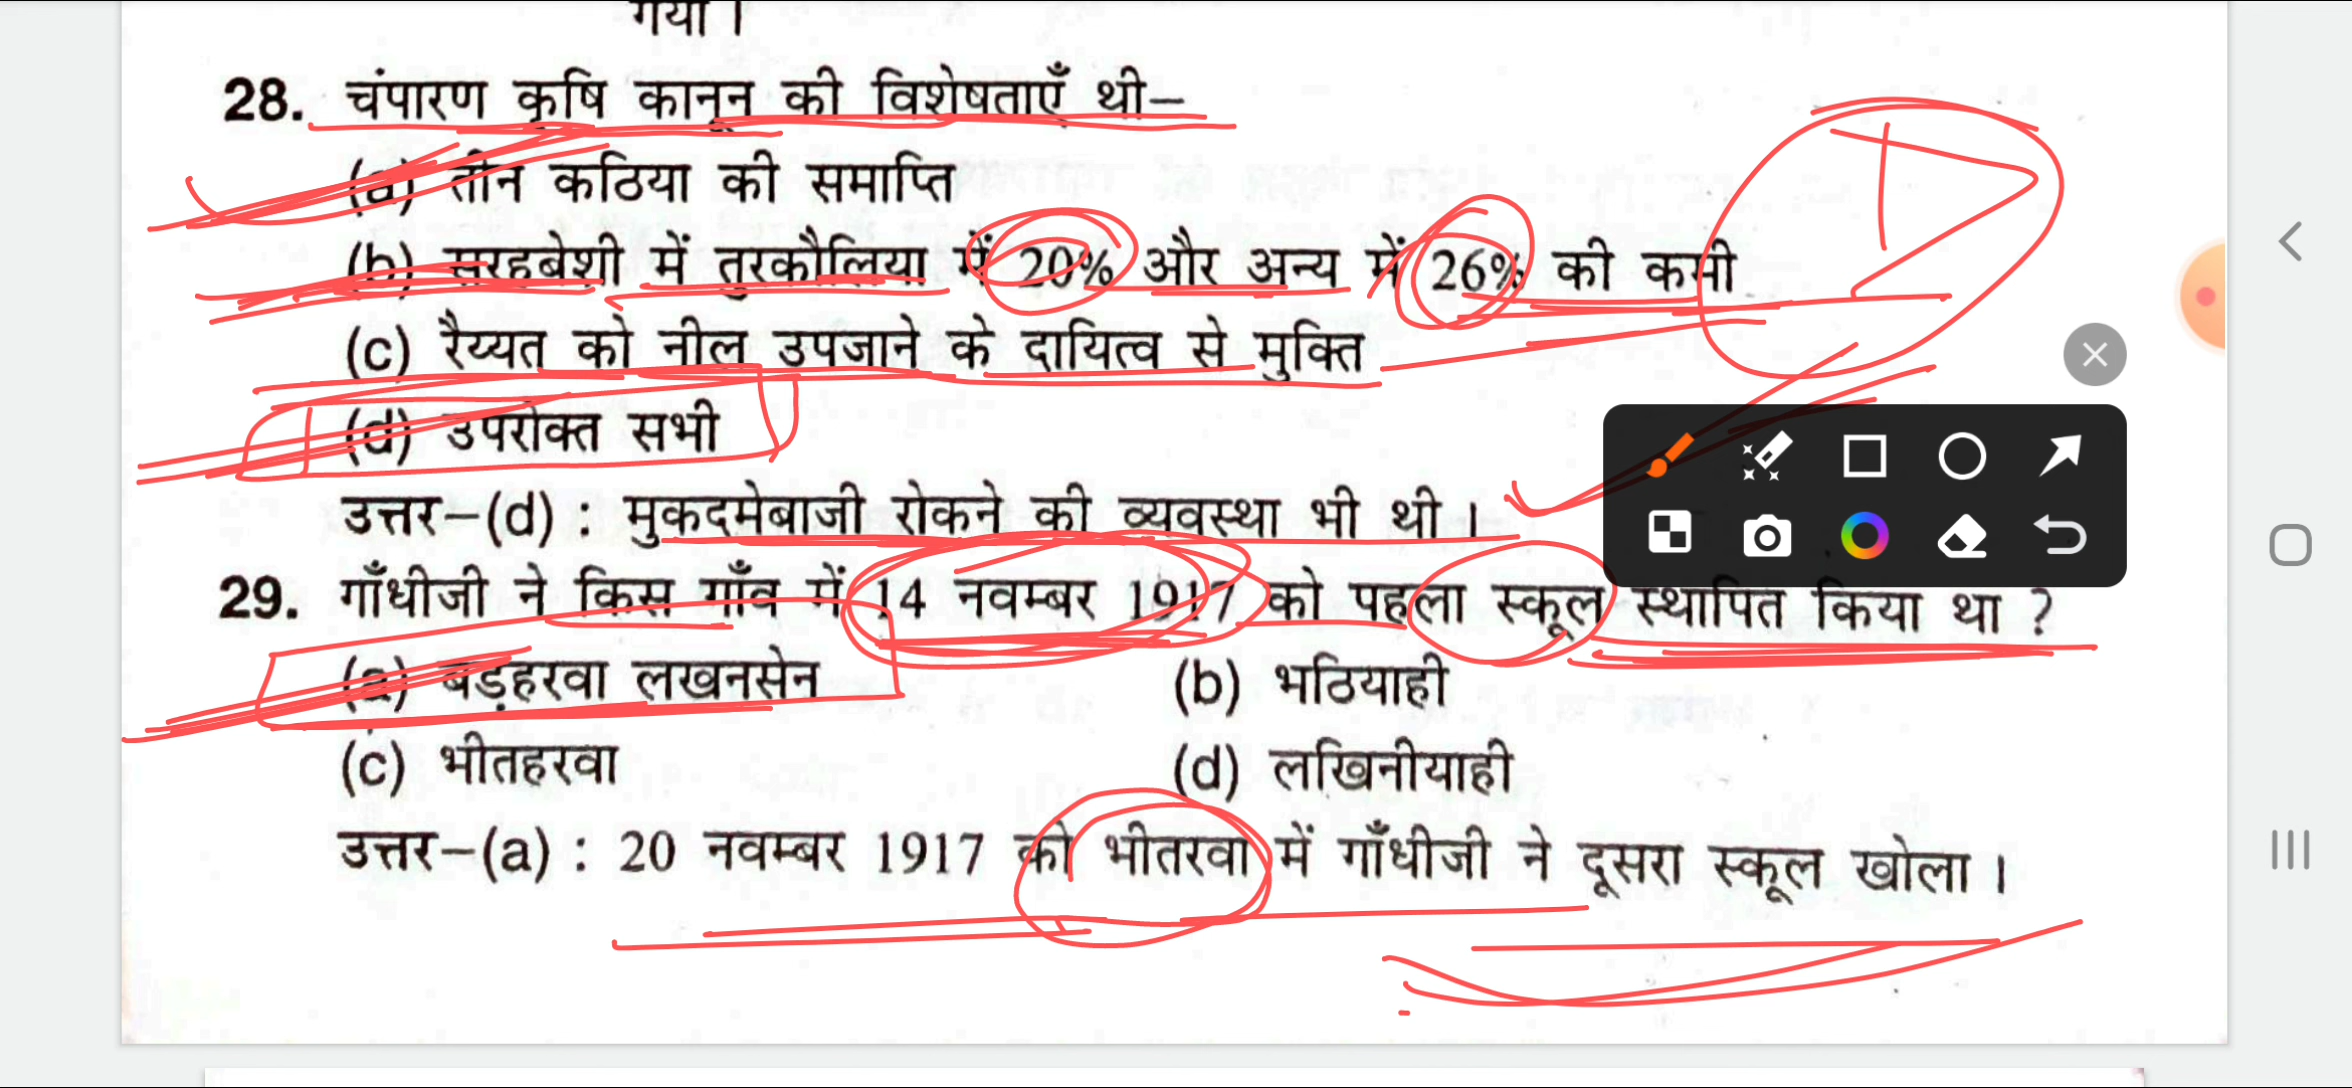 गया ।
28. चंपारण कृषि कानून की विशेषताएँ थी–
(a) तीन कठिया की समाप्ति
(b) सरहबेशी में तुरकौलिया में 20% और अन्य में 26% की कमी
(c) रैय्यत को नील उपजाने के दायित्व से मुक्ति
(d) उपरोक्त सभी
उत्तर–(d) : मुकदमेबाजी रोकने की व्यवस्था भी थी ।
29. गाँधीजी ने किस गाँव में 14 नवम्बर 1917 को पहला स्कूल स्थापित किया था ?
(a) बड़हरवा लखनसेन (b) भठियाही
(c) भीतहरवा (d) लखिनीयाही
उत्तर–(a) : 20 नवम्बर 1917 को भीतरवा में गाँधीजी ने दूसरा स्कूल खोला ।